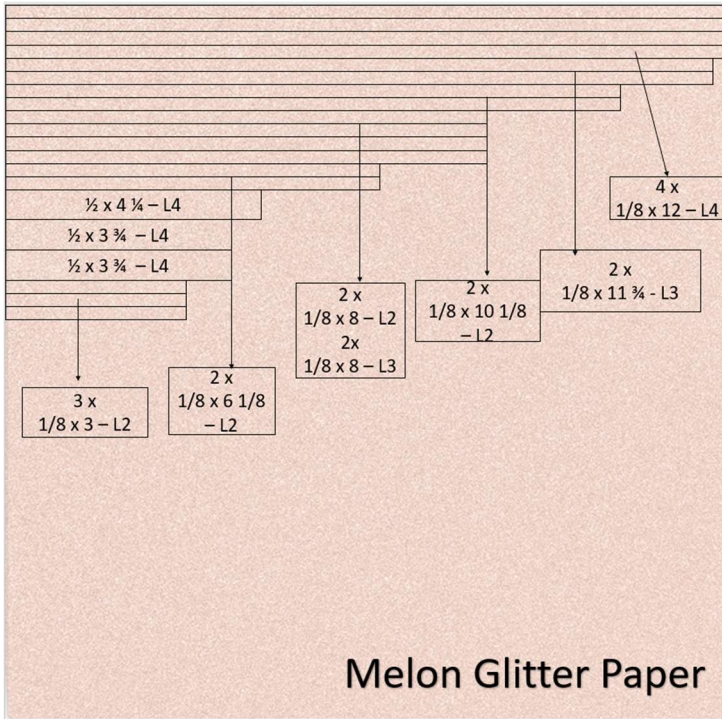 ½ x 4 ¼ – L4
½ x 3 ¾ – L4
½ x 3 ¾ – L4
4 x
1/8 x 12 – L4
2 x
1/8 x 11 ¾ - L3
2 x
1/8 x 10 1/8
– L2
2 x
1/8 x 8 – L2
2x
1/8 x 8 – L3
2 x
1/8 x 6 1/8
– L2
3 x
1/8 x 3 – L2
Melon Glitter Paper